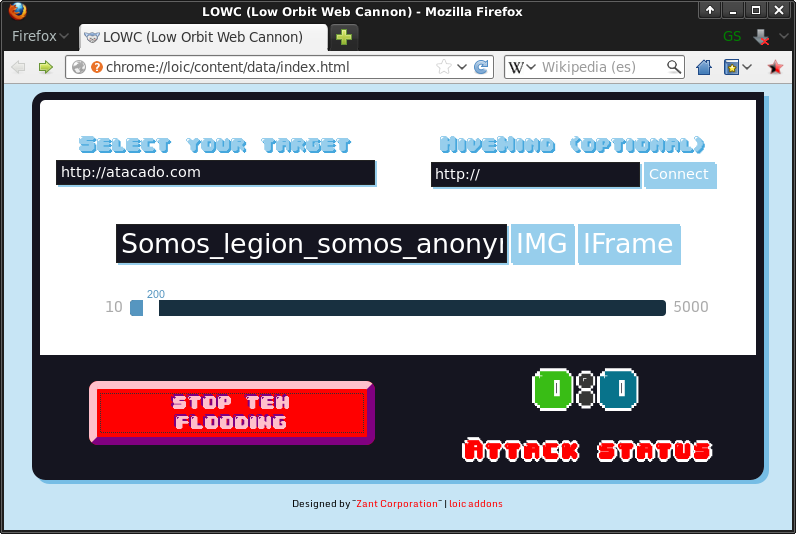 LOWC (Low Orbit Web Cannon) - Mozilla Firefox
Firefox LOWC (Low Orbit Web Cannon) GS
chrome://loic/content/data/index.html W Wikipedia (es)
Select your target HiveMind (optional)
http://atacado.com http:// Connect
Somos_legion_somos_anony IMG IFrame
200
10 5000
STOP TEH
FLOODING
0:0
Attack status
Designed by ~Zant Corporation~ | loic addons